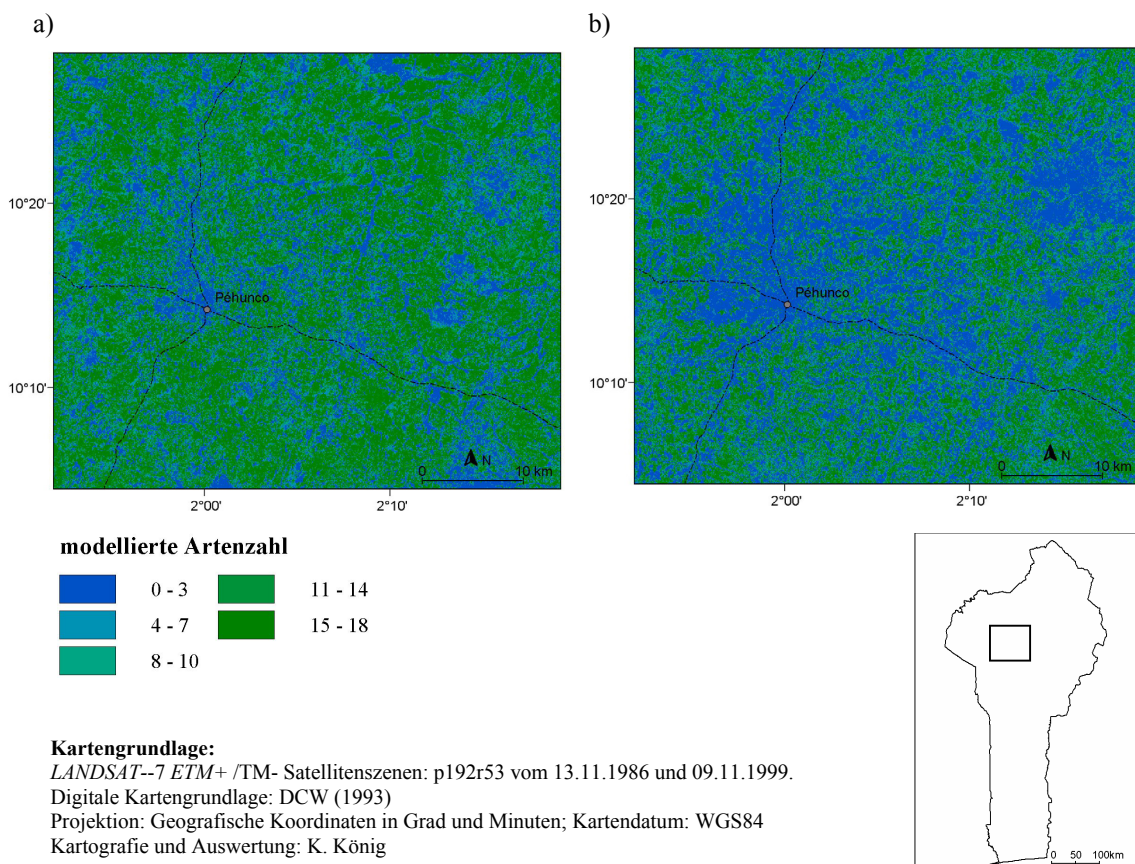 a)
b)
10°20'
10°10'
Péhunco
N
0 10 km
2°00' 2°10'
10°20'
10°10'
Péhunco
N
0 10 km
2°00' 2°10'
modellierte Artenzahl
0 - 3 11 - 14
4 - 7 15 - 18
8 - 10
0 50 100km
Kartengrundlage:
LANDSAT--7 ETM+ /TM- Satellitenszenen: p192r53 vom 13.11.1986 und 09.11.1999.
Digitale Kartengrundlage: DCW (1993)
Projektion: Geografische Koordinaten in Grad und Minuten; Kartendatum: WGS84
Kartografie und Auswertung: K. König